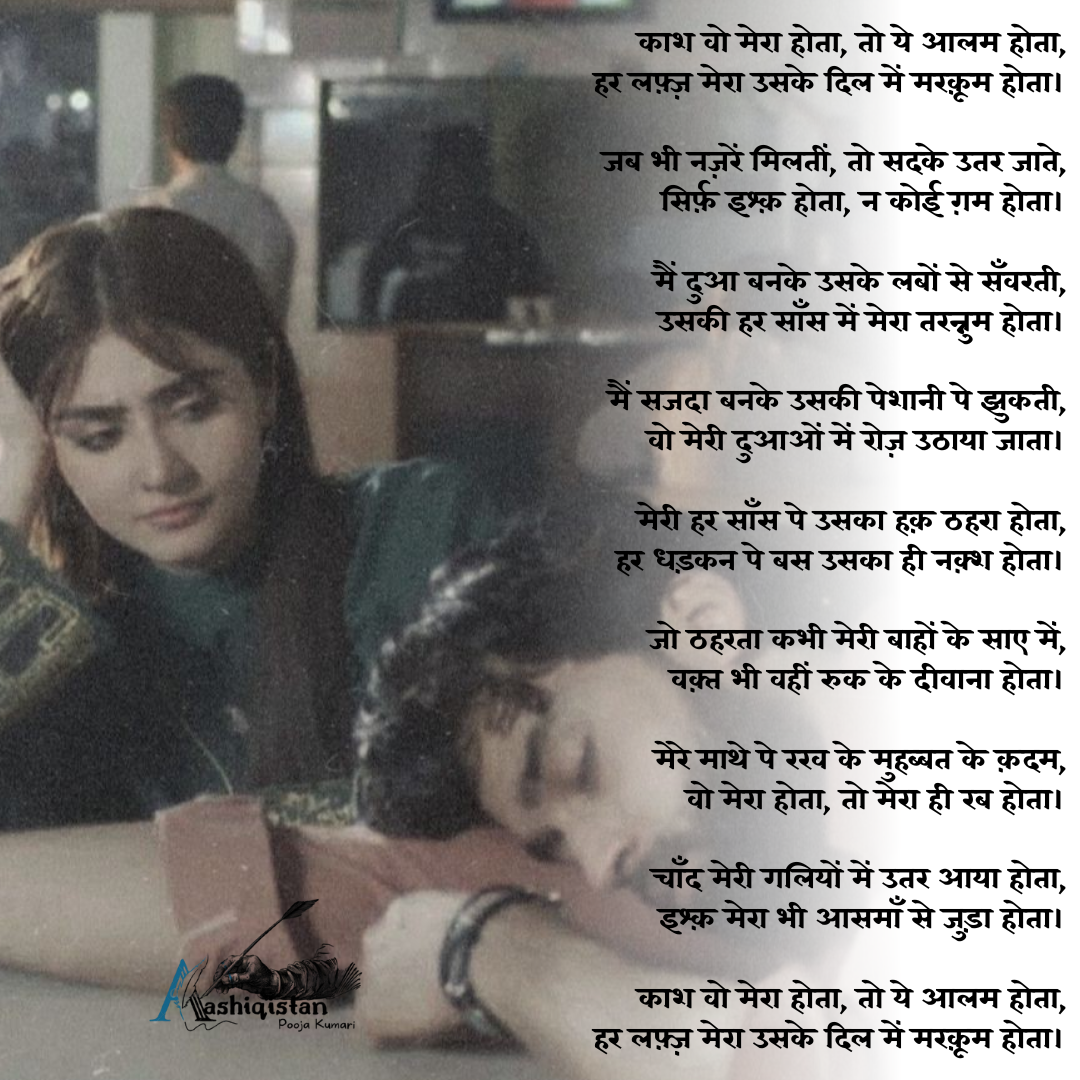 काश वो मेरा होता, तो ये आलम होता,
हर लफ़्ज़ मेरा उसके दिल में मरक़ूम होता।
जब भी नज़रें मिलतीं, तो सदके उतर जाते,
सिर्फ़ इश्क़ होता, न कोई ग़म होता।
मैं दुआ बनके उसके लबों से सँवरती,
उसकी हर साँस में मेरा तरन्नुम होता।
मैं सजदा बनके उसकी पेशानी पे झुकती,
वो मेरी दुआओं में रोज़ उठाया जाता।
मेरी हर साँस पे उसका हक़ ठहरा होता,
हर धड़कन पे बस उसका ही नक़्श होता।
जो ठहरता कभी मेरी बाहों के साए में,
वक़्त भी वहीं रुक के दीवाना होता।
मेरे माथे पे रख के मुहब्बत के क़दम,
वो मेरा होता, तो मेरा ही रब होता।
चाँद मेरी गलियों में उतर आया होता,
इश्क़ मेरा भी आसमाँ से जुड़ा होता।
काश वो मेरा होता, तो ये आलम होता,
हर लफ़्ज़ मेरा उसके दिल में मरक़ूम होता।
Aashiqistan
Pooja Kumari